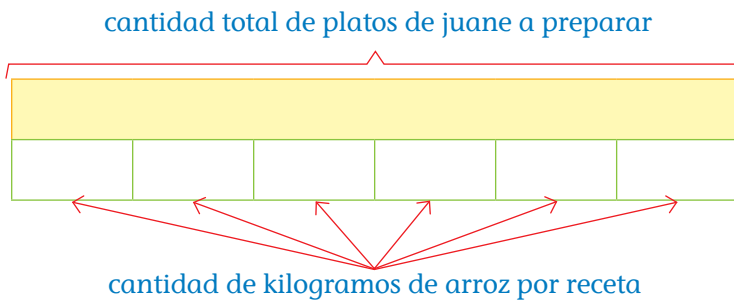 cantidad total de platos de juane a preparar
cantidad de kilogramos de arroz por receta